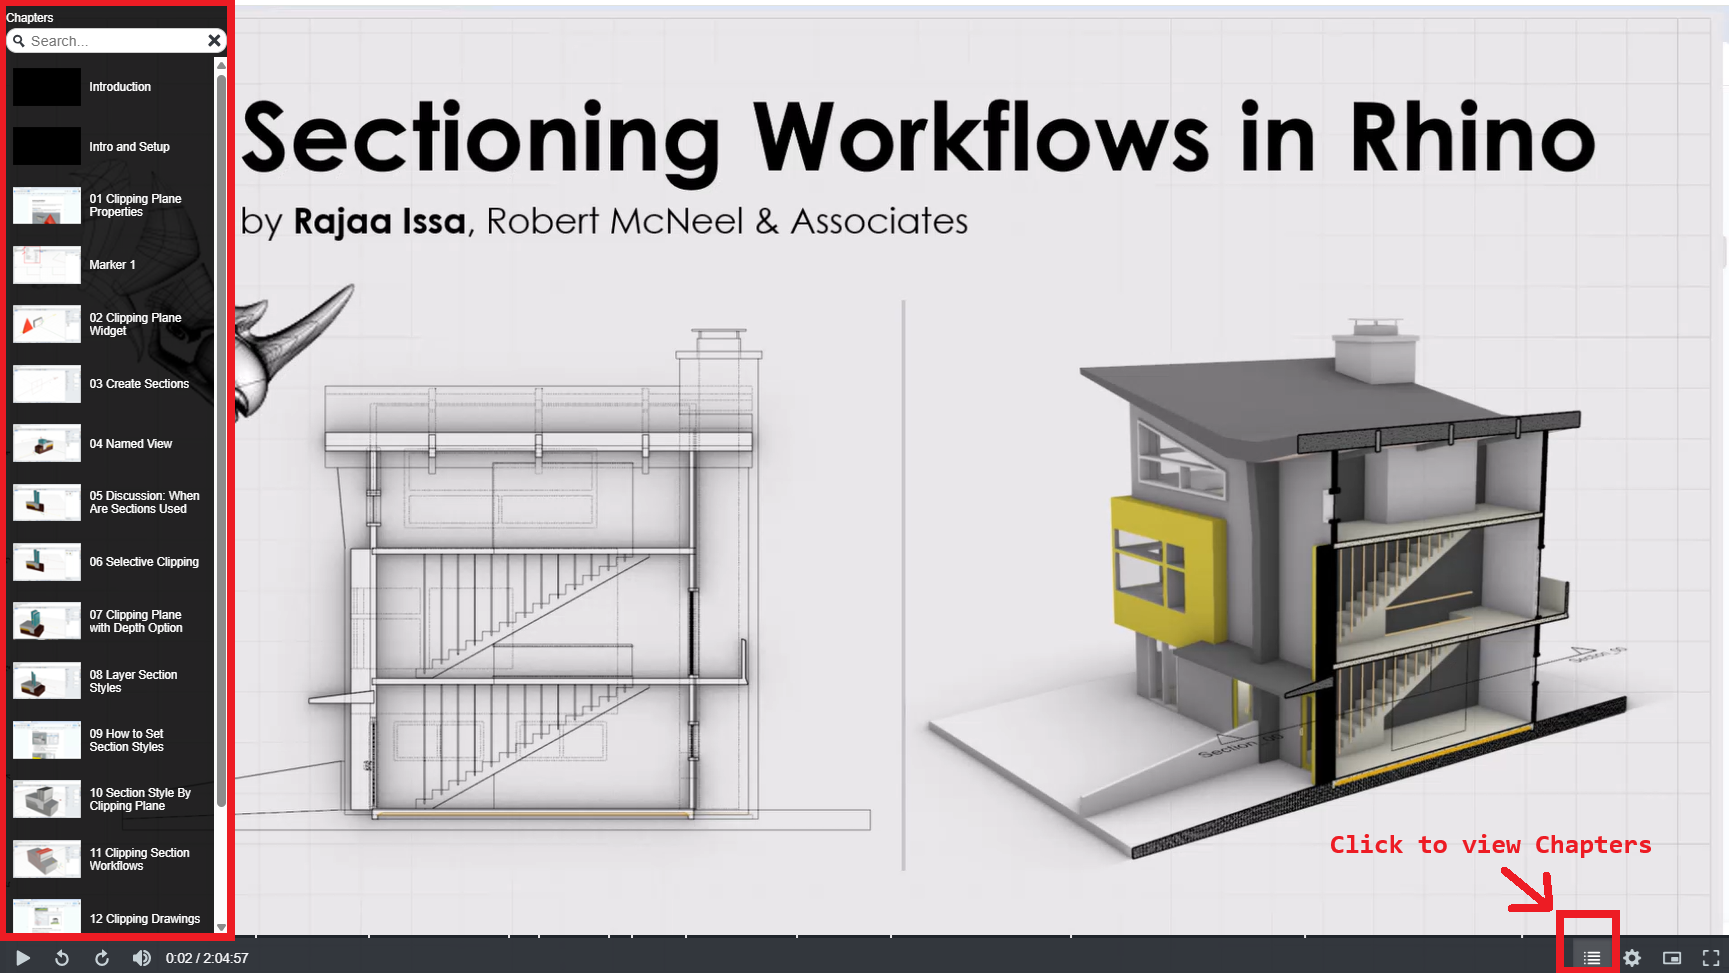 Chapters
Search...
Introduction
Intro and Setup
01 Clipping Plane
Properties
Marker 1
02 Clipping Plane
Widget
03 Create Sections
04 Named View
05 Discussion: When
Are Sections Used
06 Selective Clipping
07 Clipping Plane
with Depth Option
08 Layer Section
Styles
09 How to Set
Section Styles
10 Section Style By
Clipping Plane
11 Clipping Section
Workflows
12 Clipping Drawings
Sectioning Workflows in Rhino
by Rajaa Issa, Robert McNeel & Associates
Section_00
Section_00
Click to view Chapters
0:02 / 2:04:57